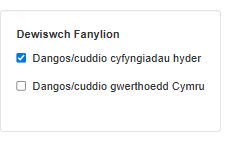 Dewiswch Fanylion
Dangos/cuddio cyfyngiadau hyder
Dangos/cuddio gwerthoedd Cymru